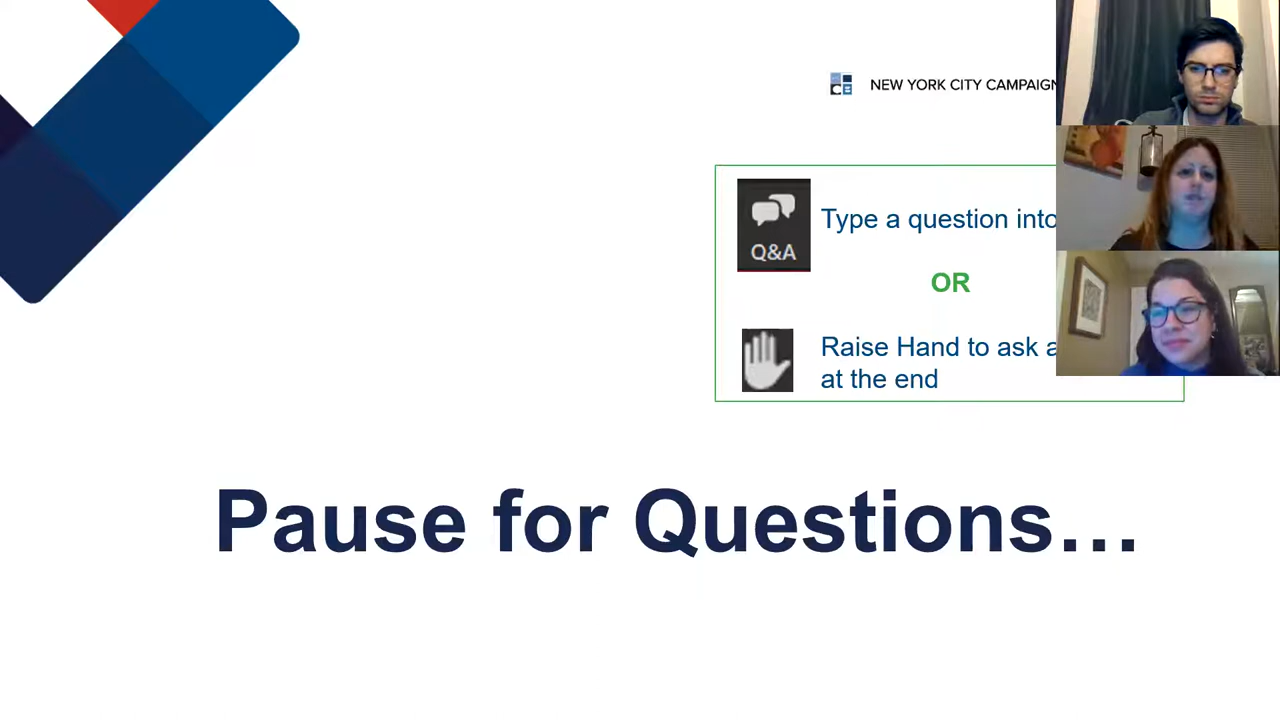 NEW YORK CITY CAMPAIGN
Type a question into
Q&A
OR
Raise Hand to ask a
at the end
Pause for Questions…